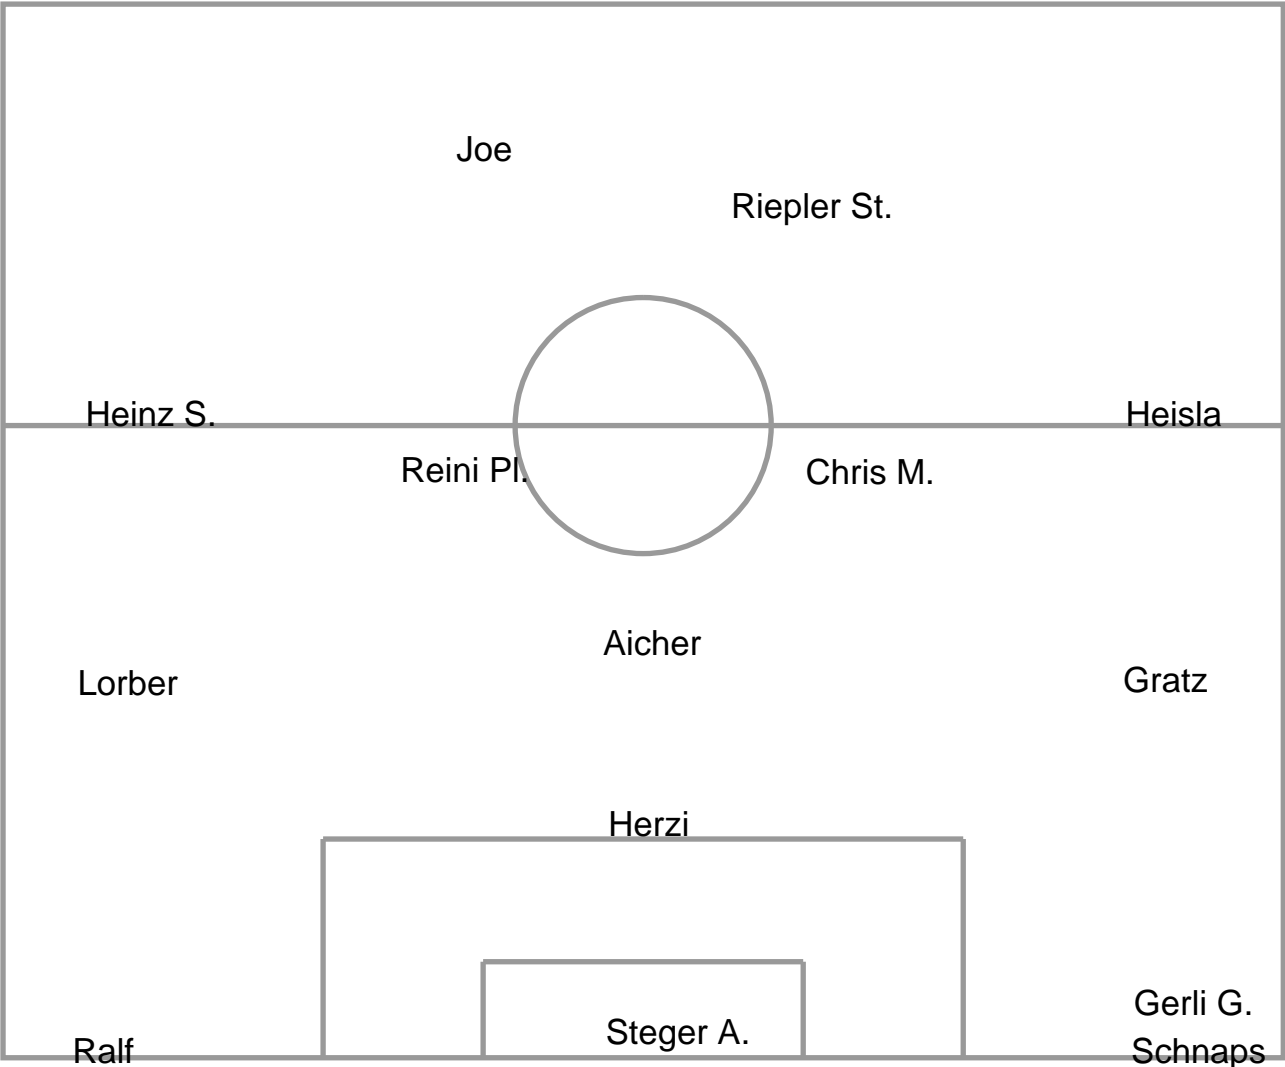 Joe
Riepler St.
Heinz S.
Heisla
Reini Pl.
Chris M.
Aicher
Lorber
Gratz
Herzi
Gerli G.
Steger A.
Ralf
Schnaps